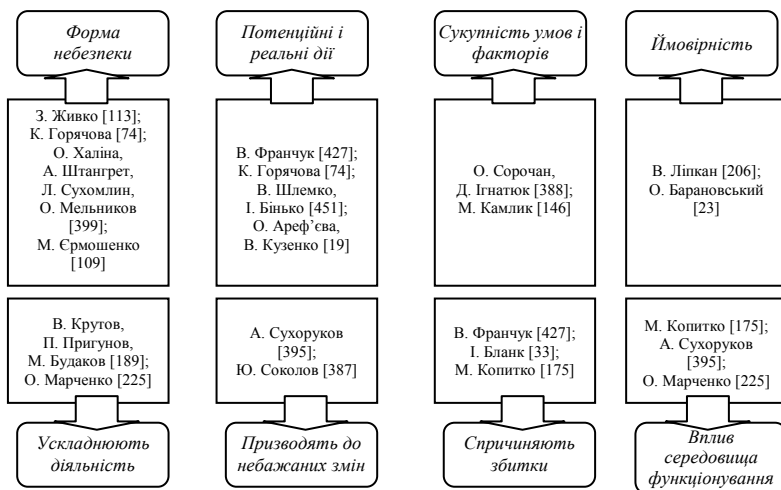 Форма
небезпеки
Потенційні і
реальні дії
Сукупність умов і
факторів
Ймовірність
З. Живко [113];
К. Горячова [74];
О. Халіна,
А. Штангрет,
Л. Сухомлин,
О. Мельников
[399];
М. Єрмошенко
[109]
В. Франчук [427];
К. Горячова [74];
В. Шлемко,
І. Бінько [451];
О. Ареф’єва,
В. Кузенко [19]
О. Сорочан,
Д. Ігнатюк [388];
М. Камлик [146]
В. Ліпкан [206];
О. Барановський
[23]
В. Крутов,
П. Пригунов,
М. Будаков [189];
О. Марченко [225]
А. Сухоруков
[395];
Ю. Соколов [387]
В. Франчук [427];
І. Бланк [33];
М. Копитко [175]
М. Копитко [175];
А. Сухоруков
[395];
О. Марченко [225]
Ускладнюють
діяльність
Призводять до
небажаних змін
Спричиняють
збитки
Вплив
середовища
функціонування